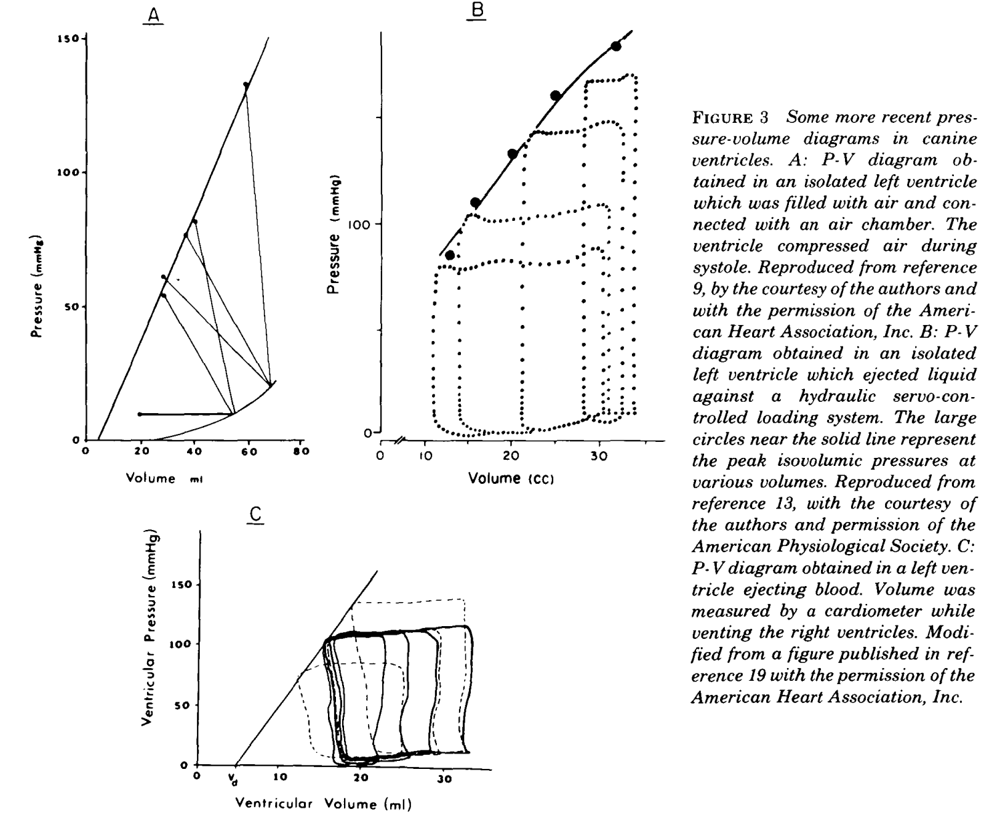 A
150
100
50
0
Pressure (mmHg)
0 20 40 60 80
Volume ml
B
Pressure (mmHg)
100
0
0 10 20 30
Volume (CC)
C
Ventricular Pressure (mmHg)
150
100
50
0
0 Vd 10 20 30
Ventricular Volume (ml)
FIGURE 3 Some more recent pres-
sure-volume diagrams in canine
ventricles. A: P-V diagram ob-
tained in an isolated left ventricle
which was filled with air and con-
nected with an air chamber. The
ventricle compressed air during
systole. Reproduced from reference
9, by the courtesy of the authors and
with the permission of the Ameri-
can Heart Association, Inc. B: P-V
diagram obtained in an isolated
left ventricle which ejected liquid
against a hydraulic servo-con-
trolled loading system. The large
circles near the solid line represent
the peak isovolumic pressures at
various volumes. Reproduced from
reference 13, with the courtesy of
the authors and permission of the
American Physiological Society. C:
P-V diagram obtained in a left ven-
tricle ejecting blood. Volume was
measured by a cardiometer while
venting the right ventricles. Modi-
fied from a figure published in ref-
erence 19 with the permission of the
American Heart Association, Inc.